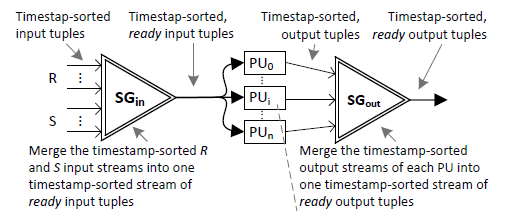 Timestap-sorted
input tuples
Timestap-sorted,
ready input tuples
Timestap-sorted,
output tuples
Timestap-sorted,
ready output tuples
R
S
SGin
PU0
PUi
PUn
SGout
Merge the timestamp-sorted R
and S input streams into one
timestamp-sorted stream of
ready input tuples
Merge the timestamp-sorted
output streams of each PU into
one timestamp-sorted stream of
ready output tuples